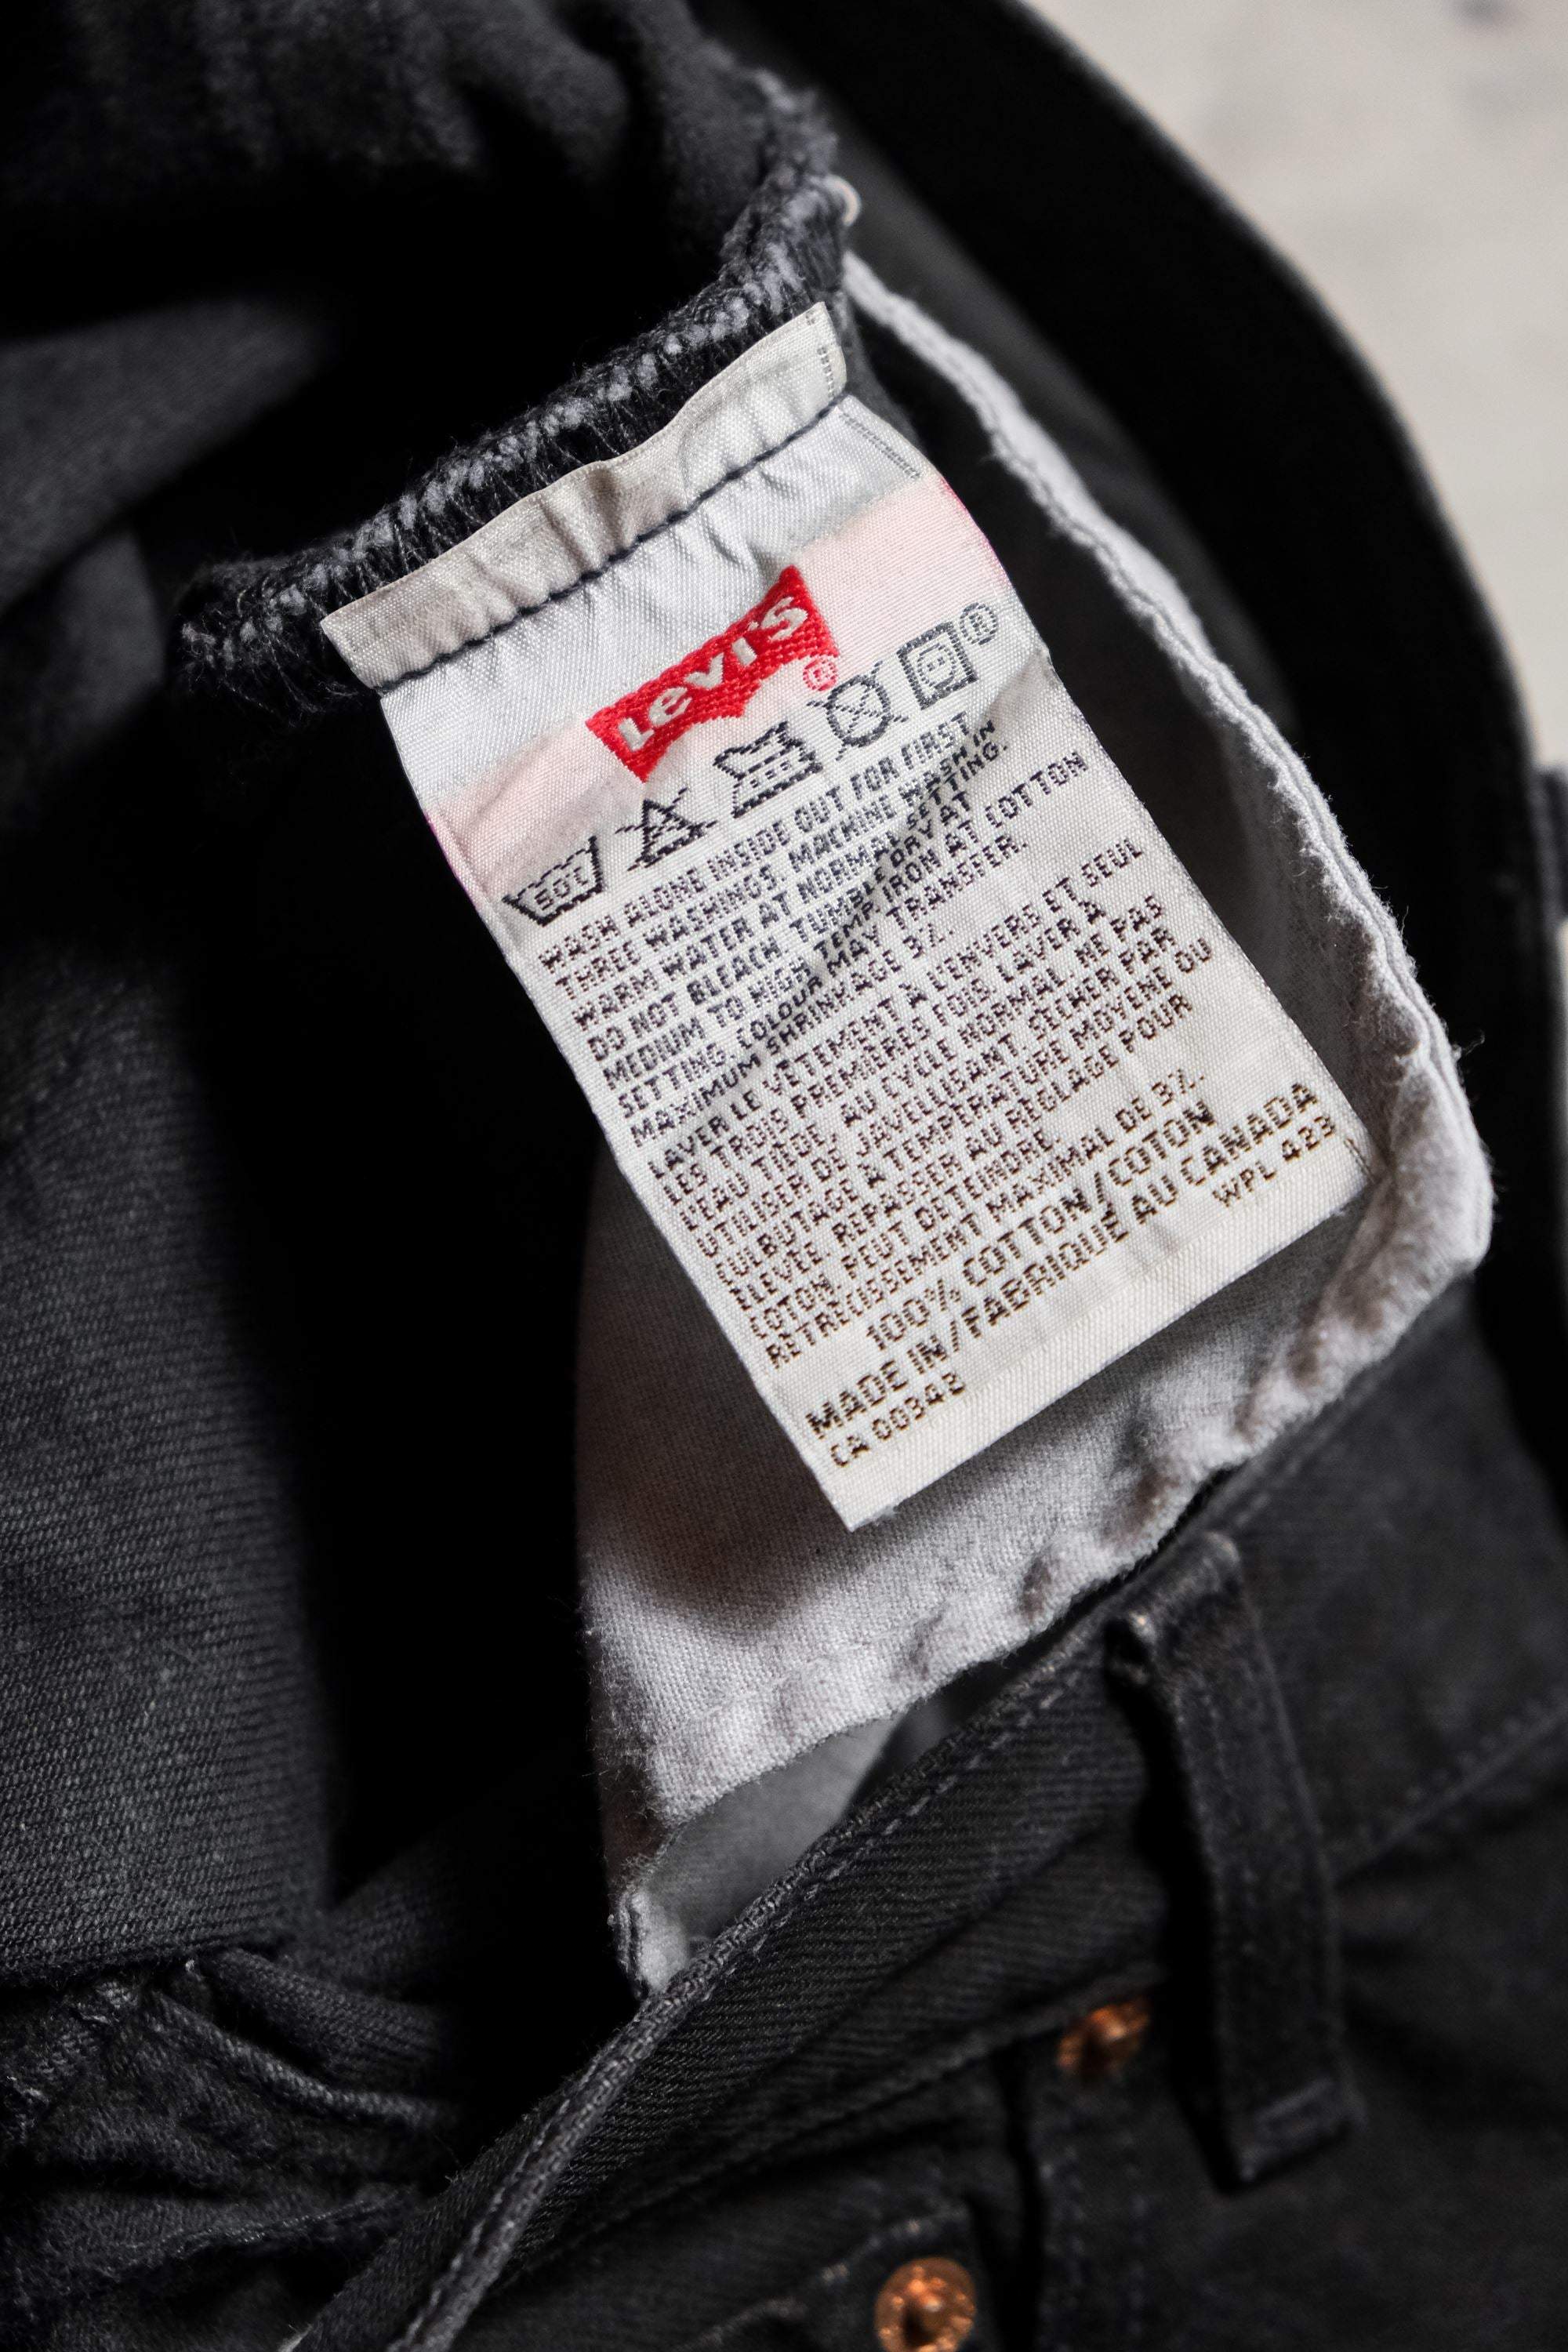 Levi's®
50C
®
WASH ALONE INSIDE OUT FOR FIRST
THREE WASHINGS. MACHINE WASH IN
WARM WATER AT NORMAL SETTING.
DO NOT BLEACH. TUMBLE DRY AT
MEDIUM TO HIGH TEMP. IRON AT COTTON
SETTING. COLOUR MAY TRANSFER.
MAXIMUM SHRINKAGE 3%.
LAVER LE VÊTEMENT À L'ENVERS ET SEUL
LES TROIS PREMIÈRES FOIS. LAVER À
L'EAU TIÈDE, AU CYCLE NORMAL. NE PAS
UTILISER DE JAVELLISANT. SÉCHER PAR
CULBUTAGE À TEMPÉRATURE MOYENNE OU
ÉLEVÉE. REPASSER AU RÉGLAGE POUR
COTON. PEUT DÉTEINDRE.
RÉTRÉCISSEMENT MAXIMAL DE 3%.
100% COTTON/COTON
MADE IN/FABRIQUÉ AU CANADA
CA 00342 WPL 423